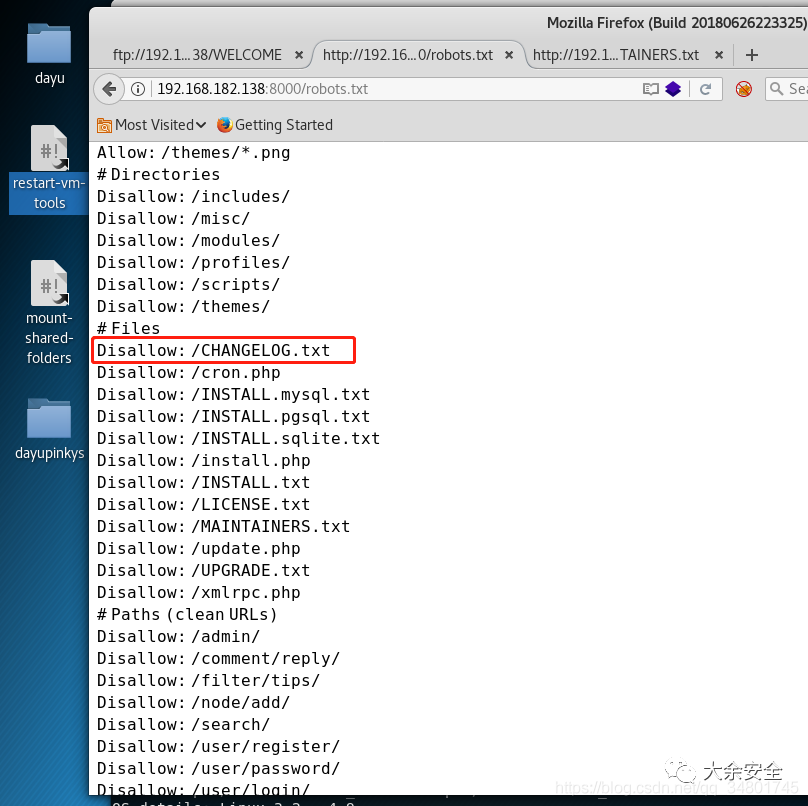 Mozilla Firefox (Build 20180626223325)
ftp://192.1...38/WELCOME
http://192.16...0/robots.txt
http://192.1...TAINERS.txt
192.168.182.138:8000/robots.txt
Most Visited
Getting Started
dayu
restart-vm-
tools
mount-
shared-
folders
dayupinkys
Allow: /themes/*.png
# Directories
Disallow: /includes/
Disallow: /misc/
Disallow: /modules/
Disallow: /profiles/
Disallow: /scripts/
Disallow: /themes/
# Files
Disallow: /CHANGELOG.txt
Disallow: /cron.php
Disallow: /INSTALL.mysql.txt
Disallow: /INSTALL.pgsql.txt
Disallow: /INSTALL.sqlite.txt
Disallow: /install.php
Disallow: /INSTALL.txt
Disallow: /LICENSE.txt
Disallow: /MAINTAINERS.txt
Disallow: /update.php
Disallow: /UPGRADE.txt
Disallow: /xmlrpc.php
# Paths (clean URLs)
Disallow: /admin/
Disallow: /comment/reply/
Disallow: /filter/tips/
Disallow: /node/add/
Disallow: /search/
Disallow: /user/register/
Disallow: /user/password/
Disallow: /user/login/
大余安全
https://blog.csdn.net/qq_34801745